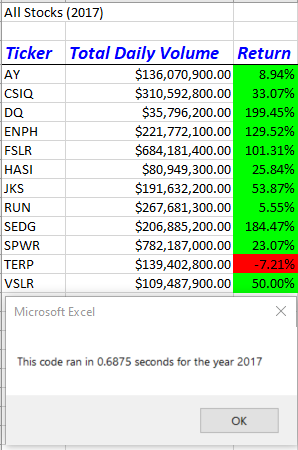 All Stocks (2017)
Ticker Total Daily Volume Return
AY $136,070,900.00 8.94%
CSIQ $310,592,800.00 33.07%
DQ $35,796,200.00 199.45%
ENPH $221,772,100.00 129.52%
FSLR $684,181,400.00 101.31%
HASI $80,949,300.00 25.84%
JKS $191,632,200.00 53.87%
RUN $267,681,300.00 5.55%
SEDG $206,885,200.00 184.47%
SPWR $782,187,000.00 23.07%
TERP $139,402,800.00 -7.21%
VSLR $109,487,900.00 50.00%
Microsoft Excel
This code ran in 0.6875 seconds for the year 2017
OK